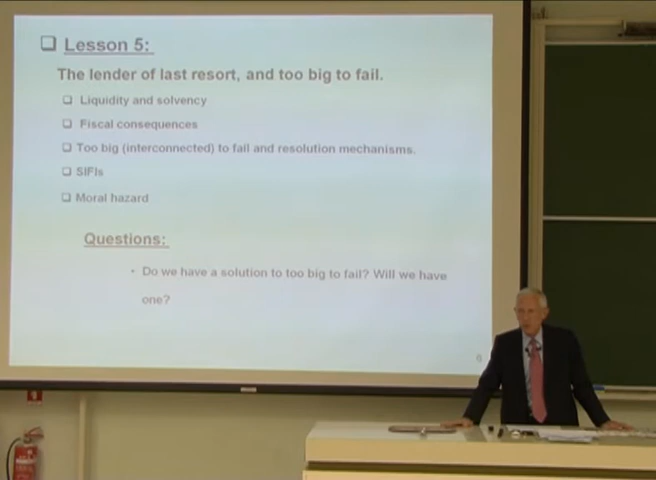 Lesson 5:
The lender of last resort, and too big to fail.
Liquidity and solvency
Fiscal consequences
Too big (interconnected) to fail and resolution mechanisms.
SIFIs
Moral hazard
Questions:
• Do we have a solution to too big to fail? Will we have
one?
6